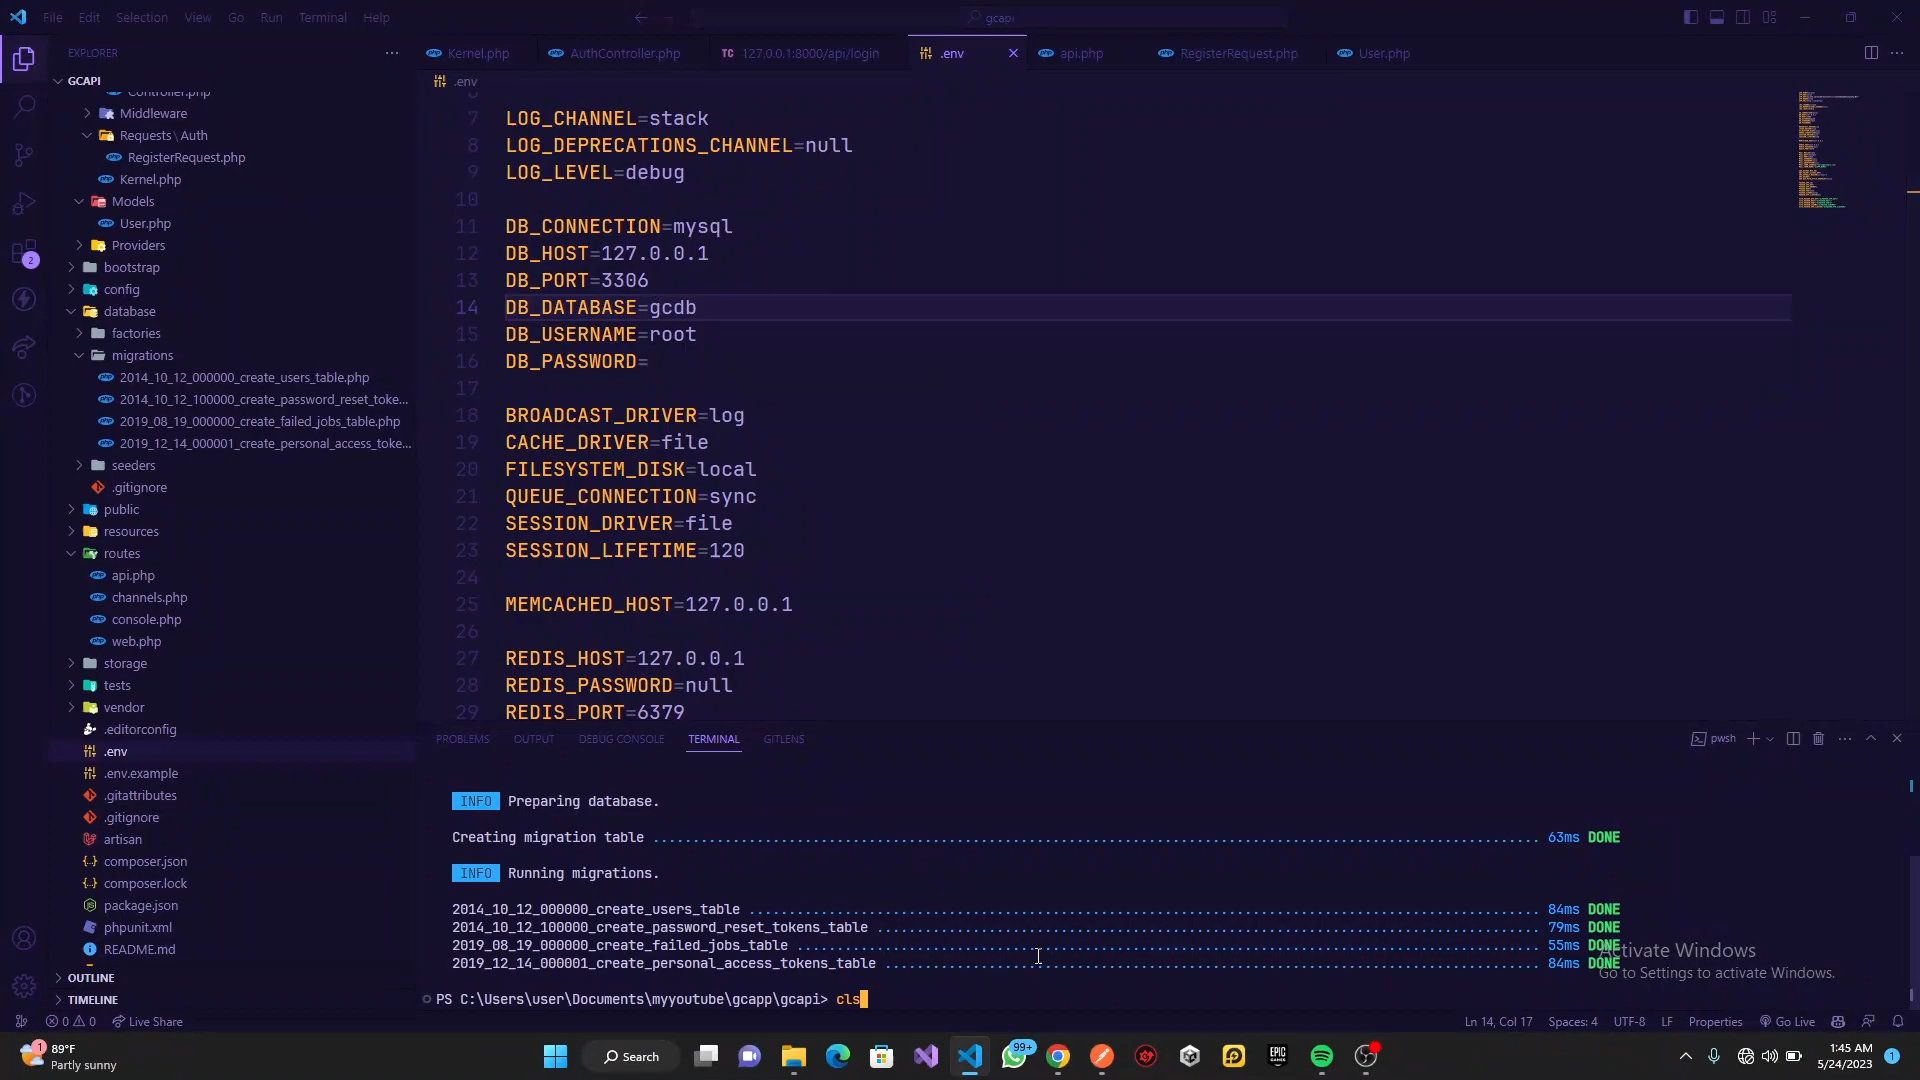 File Edit Selection View Go Run Terminal Help
gcapi
EXPLORER
Kernel.php
AuthController.php
TC 127.0.0.1:8000/api/login
.env
php api.php
RegisterRequest.php
User.php
GCAPI
.env
Controller.php
Middleware
Requests\Auth
RegisterRequest.php
Kernel.php
Models
User.php
Providers
bootstrap
config
database
factories
migrations
2014_10_12_000000_create_users_table.php
2014_10_12_100000_create_password_reset_toke...
2019_08_19_000000_create_failed_jobs_table.php
2019_12_14_000001_create_personal_access_toke...
seeders
.gitignore
public
resources
routes
api.php
channels.php
console.php
web.php
storage
tests
vendor
.editorconfig
.env
.env.example
.gitattributes
.gitignore
artisan
composer.json
composer.lock
package.json
phpunit.xml
README.md
OUTLINE
TIMELINE
2
7 LOG_CHANNEL=stack
8 LOG_DEPRECATIONS_CHANNEL=null
9 LOG_LEVEL=debug
10
11 DB_CONNECTION=mysql
12 DB_HOST=127.0.0.1
13 DB_PORT=3306
14 DB_DATABASE=gcdb
15 DB_USERNAME=root
16 DB_PASSWORD=
17
18 BROADCAST_DRIVER=log
19 CACHE_DRIVER=file
20 FILESYSTEM_DISK=local
21 QUEUE_CONNECTION=sync
22 SESSION_DRIVER=file
23 SESSION_LIFETIME=120
24
25 MEMCACHED_HOST=127.0.0.1
26
27 REDIS_HOST=127.0.0.1
28 REDIS_PASSWORD=null
29 REDIS_PORT=6379
PROBLEMS OUTPUT DEBUG CONSOLE TERMINAL GITLENS
pwsh
INFO Preparing database.
Creating migration table 63ms DONE
INFO Running migrations.
2014_10_12_000000_create_users_table 84ms DONE
2014_10_12_100000_create_password_reset_tokens_table 79ms DONE
2019_08_19_000000_create_failed_jobs_table 55ms DONE
2019_12_14_000001_create_personal_access_tokens_table 84ms DONE
PS C:\Users\user\Documents\myyoutube\gcapp\gcapi> cls
Activate Windows
Go to Settings to activate Windows.
0 0 Live Share
Ln 14, Col 17 Spaces: 4 UTF-8 LF Properties Go Live
1
89°F
Partly sunny
Search
99+
EPIC GAMES
1:45 AM
5/24/2023
1